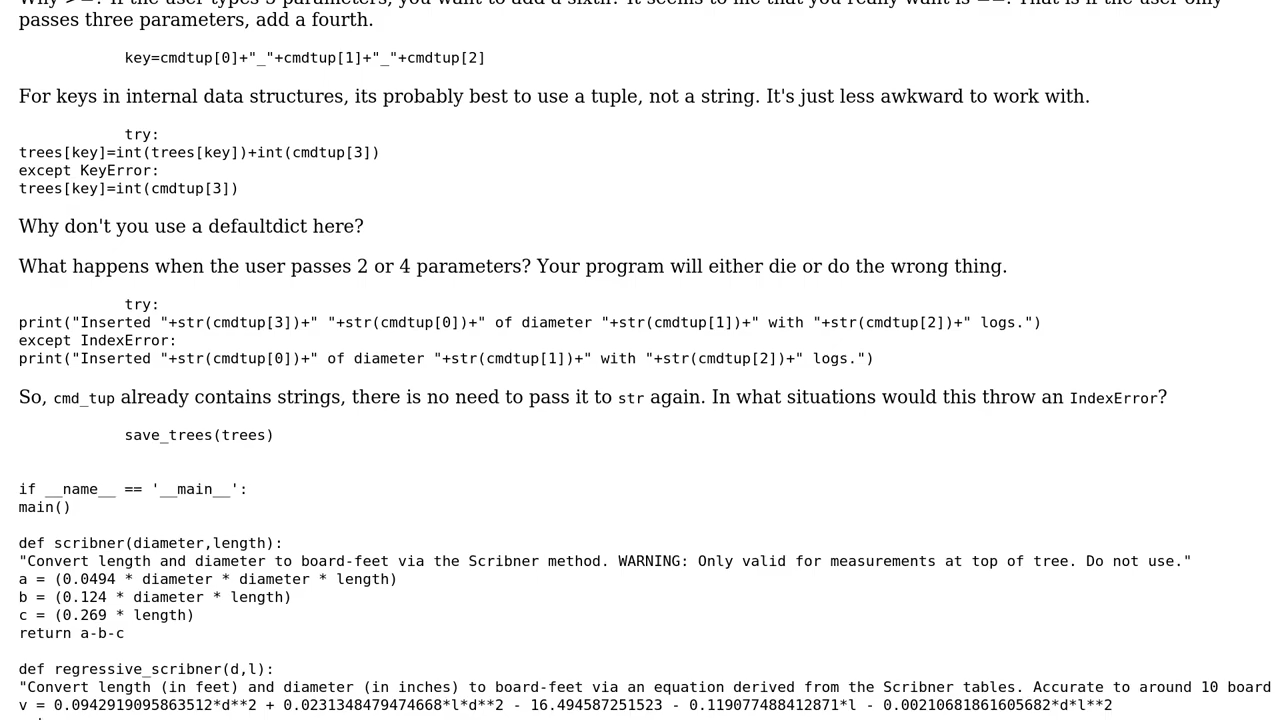 passes three parameters, add a fourth.
key=cmdtup[0]+"_"+cmdtup[1]+"_"+cmdtup[2]
For keys in internal data structures, its probably best to use a tuple, not a string. It's just less awkward to work with.
try:
trees[key]=int(trees[key])+int(cmdtup[3])
except KeyError:
trees[key]=int(cmdtup[3])
Why don't you use a defaultdict here?
What happens when the user passes 2 or 4 parameters? Your program will either die or do the wrong thing.
try:
print("Inserted "+str(cmdtup[3])+" "+str(cmdtup[0])+" of diameter "+str(cmdtup[1])+" with "+str(cmdtup[2])+" logs.")
except IndexError:
print("Inserted "+str(cmdtup[0])+" of diameter "+str(cmdtup[1])+" with "+str(cmdtup[2])+" logs.")
So, cmd_tup already contains strings, there is no need to pass it to str again. In what situations would this throw an IndexError?
save_trees(trees)
if __name__ == '__main__':
main()
def scribner(diameter,length):
"Convert length and diameter to board-feet via the Scribner method. WARNING: Only valid for measurements at top of tree. Do not use."
a = (0.0494 * diameter * diameter * length)
b = (0.124 * diameter * length)
c = (0.269 * length)
return a-b-c
def regressive_scribner(d,l):
"Convert length (in feet) and diameter (in inches) to board-feet via an equation derived from the Scribner tables. Accurate to around 10 board
v = 0.0942919095863512*d**2 + 0.0231348479474668*l*d**2 - 16.494587251523 - 0.119077488412871*l - 0.00210681861605682*d*l**2